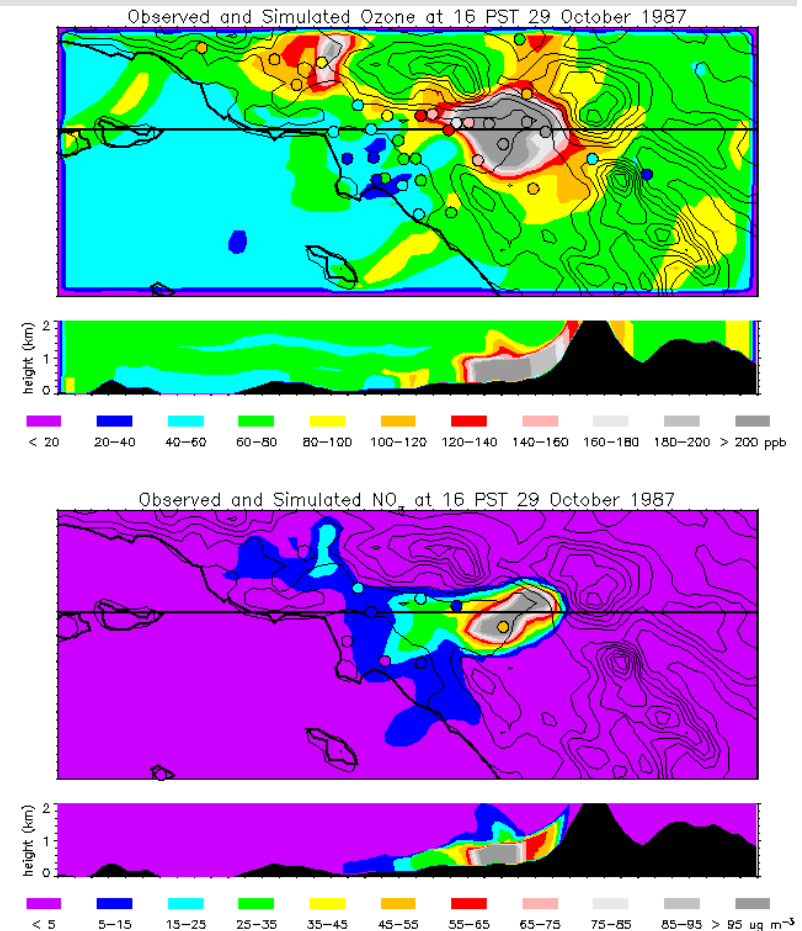 Observed and Simulated Ozone at 16 PST 29 October 1987
height (km)
2
1
0
< 20 20-40 40-60 60-80 80-100 100-120 120-140 140-160 160-180 180-200 > 200 ppb
Observed and Simulated NO₃ at 16 PST 29 October 1987
height (km)
2
1
0
< 5 5-15 15-25 25-35 35-45 45-55 55-65 65-75 75-85 85-95 > 95 ug m⁻³